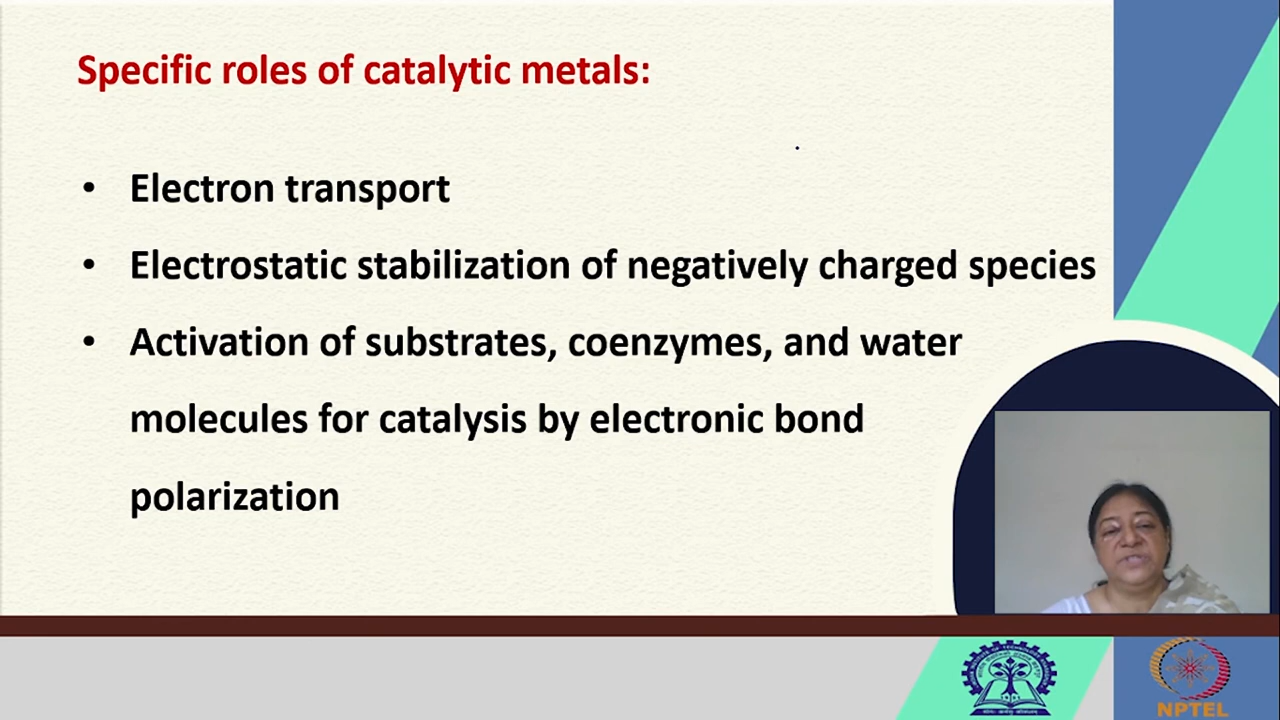 Specific roles of catalytic metals:
• Electron transport
• Electrostatic stabilization of negatively charged species
• Activation of substrates, coenzymes, and water
molecules for catalysis by electronic bond
polarization
NPTEL